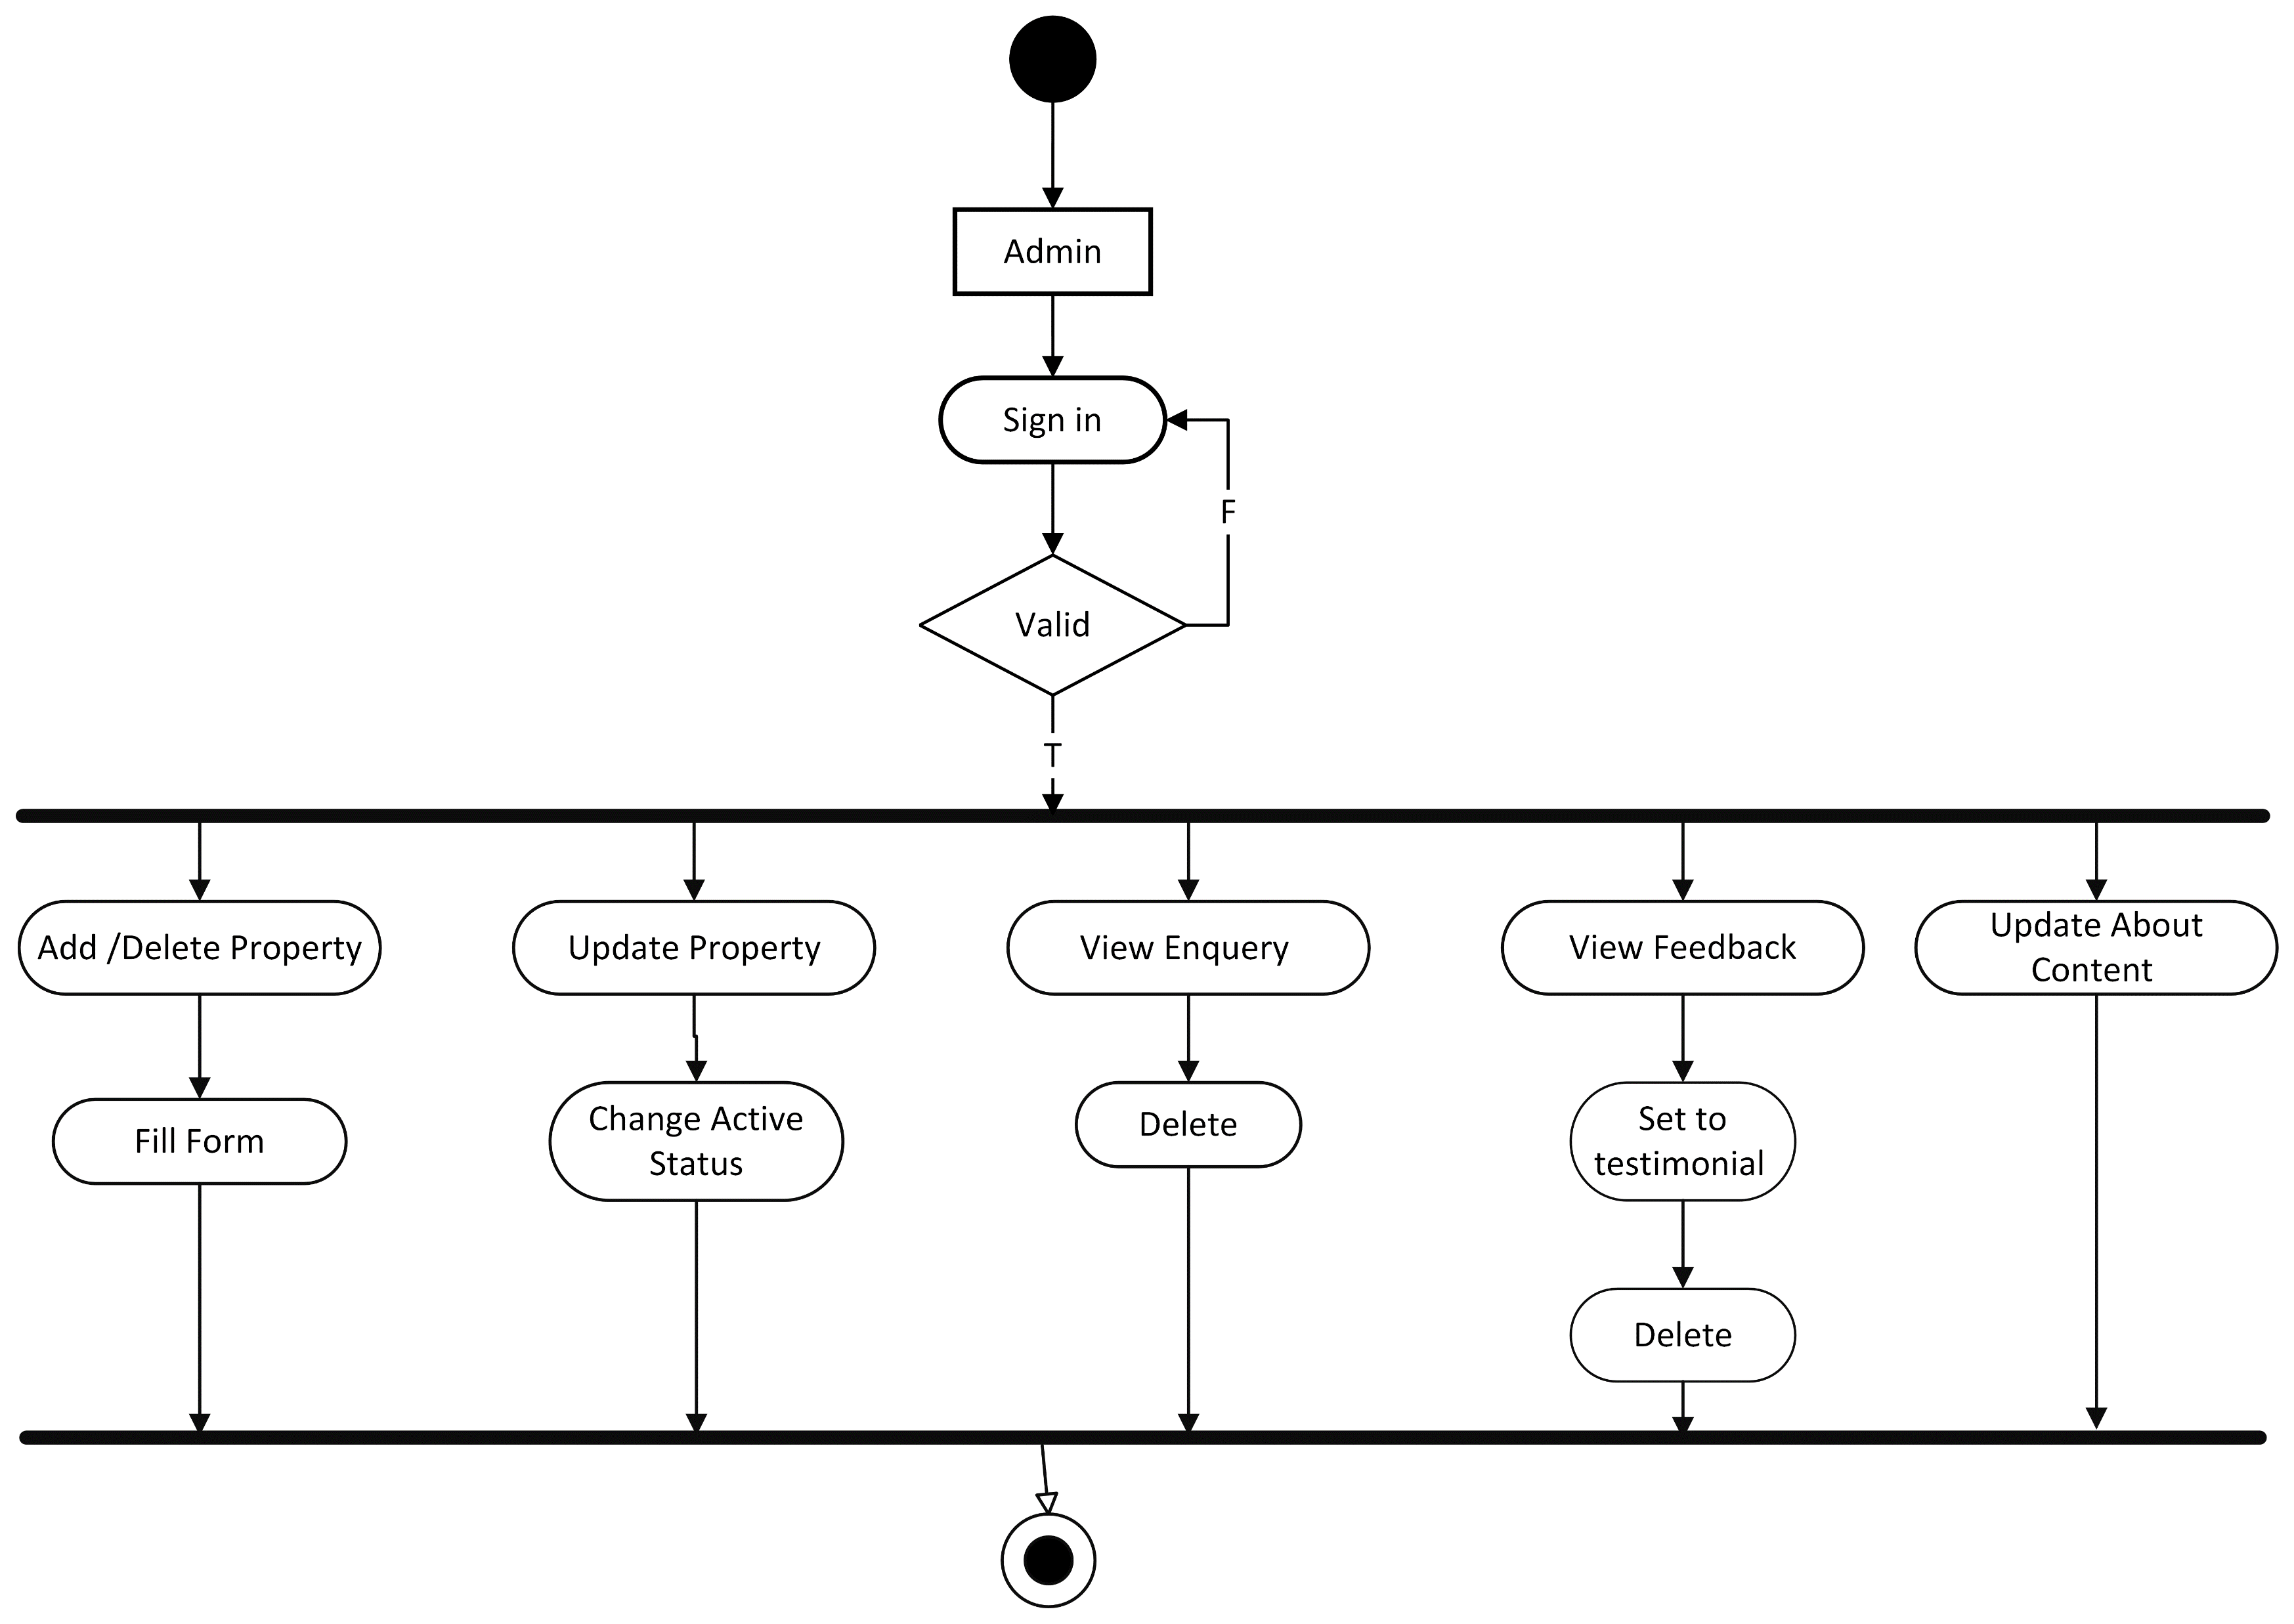 Admin
Sign in
F
Valid
T
Add /Delete Property
Update Property
View Enquery
View Feedback
Update About
Content
Fill Form
Change Active
Status
Delete
Set to
testimonial
Delete